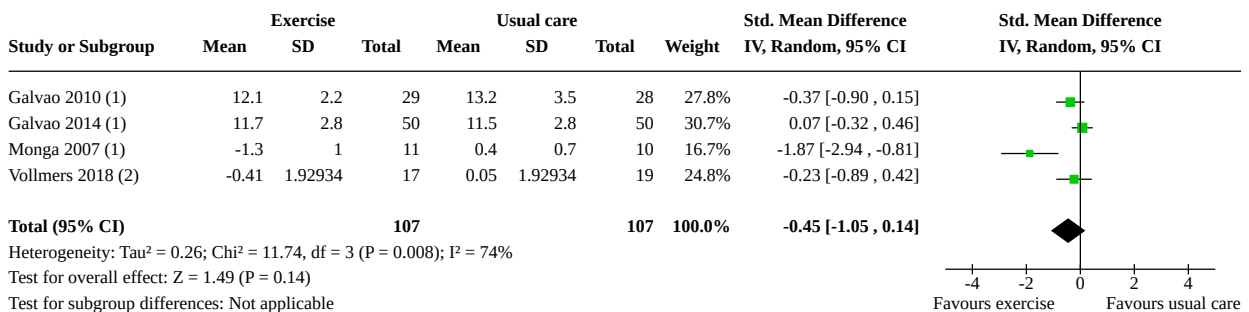 Exercise Usual care Std. Mean Difference Std. Mean Difference
Study or Subgroup Mean SD Total Mean SD Total Weight IV, Random, 95% CI IV, Random, 95% CI
Galvao 2010 (1) 12.1 2.2 29 13.2 3.5 28 27.8% -0.37 [-0.90 , 0.15]
Galvao 2014 (1) 11.7 2.8 50 11.5 2.8 50 30.7% 0.07 [-0.32 , 0.46]
Monga 2007 (1) -1.3 1 11 0.4 0.7 10 16.7% -1.87 [-2.94 , -0.81]
Vollmers 2018 (2) -0.41 1.92934 17 0.05 1.92934 19 24.8% -0.23 [-0.89 , 0.42]
Total (95% CI) 107 107 100.0% -0.45 [-1.05 , 0.14]
Heterogeneity: Tau² = 0.26; Chi² = 11.74, df = 3 (P = 0.008); I² = 74%
Test for overall effect: Z = 1.49 (P = 0.14)
-4 -2 0 2 4
Test for subgroup differences: Not applicable
Favours exercise Favours usual care